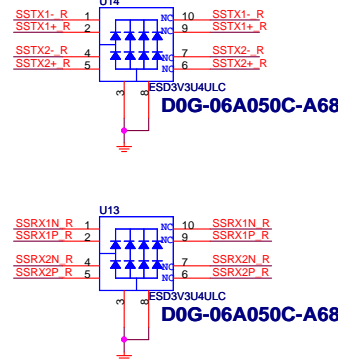 U14
SSTX1-_R 1 NC 10 SSTX1-_R
SSTX1+_R 2 NC 9 SSTX1+_R
SSTX2-_R 4 NC 7 SSTX2-_R
SSTX2+_R 5 NC 6 SSTX2+_R
3 8
ESD3V3U4ULC
D0G-06A050C-A68
U13
SSRX1N_R 1 NC 10 SSRX1N_R
SSRX1P_R 2 NC 9 SSRX1P_R
SSRX2N_R 4 NC 7 SSRX2N_R
SSRX2P_R 5 NC 6 SSRX2P_R
3 8
ESD3V3U4ULC
D0G-06A050C-A68